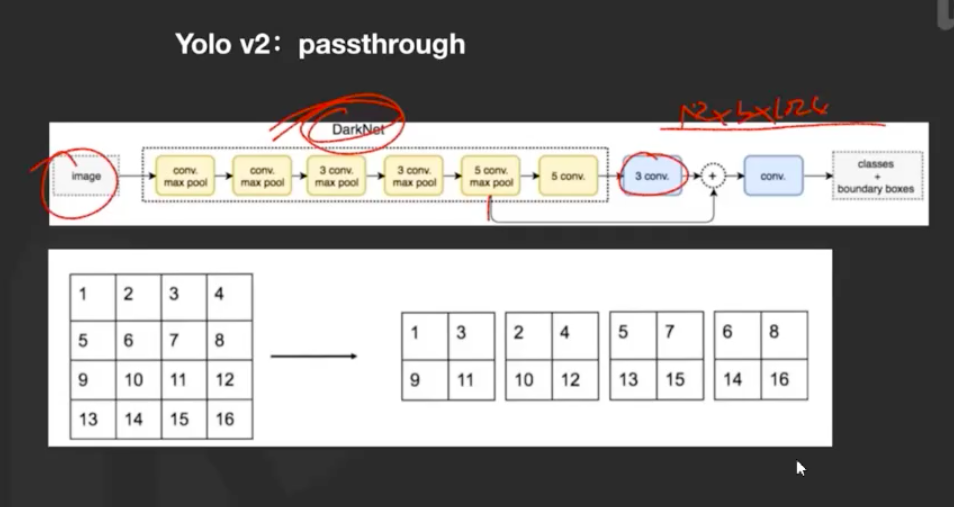 Yolo v2：passthrough
DarkNet
image
conv.
max pool
conv.
max pool
3 conv.
max pool
3 conv.
max pool
5 conv.
max pool
5 conv.
3 conv.
+
conv.
classes
+
boundary boxes
1 2 3 4
5 6 7 8
9 10 11 12
13 14 15 16
1 3
9 11
2 4
10 12
5 7
13 15
6 8
14 16